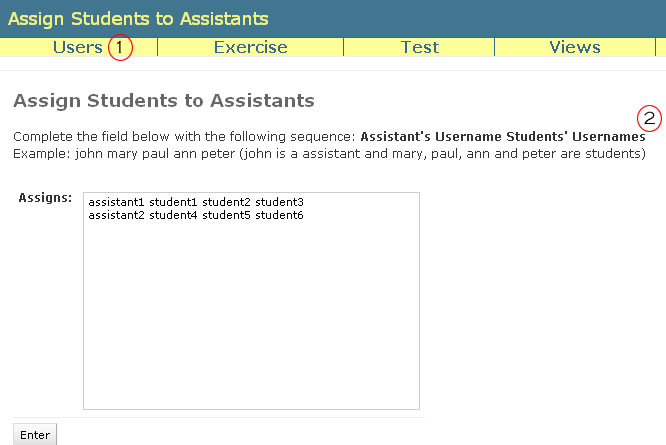 Assign Students to Assistants
Users 1 Exercise Test Views
Assign Students to Assistants
2
Complete the field below with the following sequence: Assistant's Username Students' Usernames
Example: john mary paul ann peter (john is a assistant and mary, paul, ann and peter are students)
Assigns:
assistant1 student1 student2 student3
assistant2 student4 student5 student6
Enter